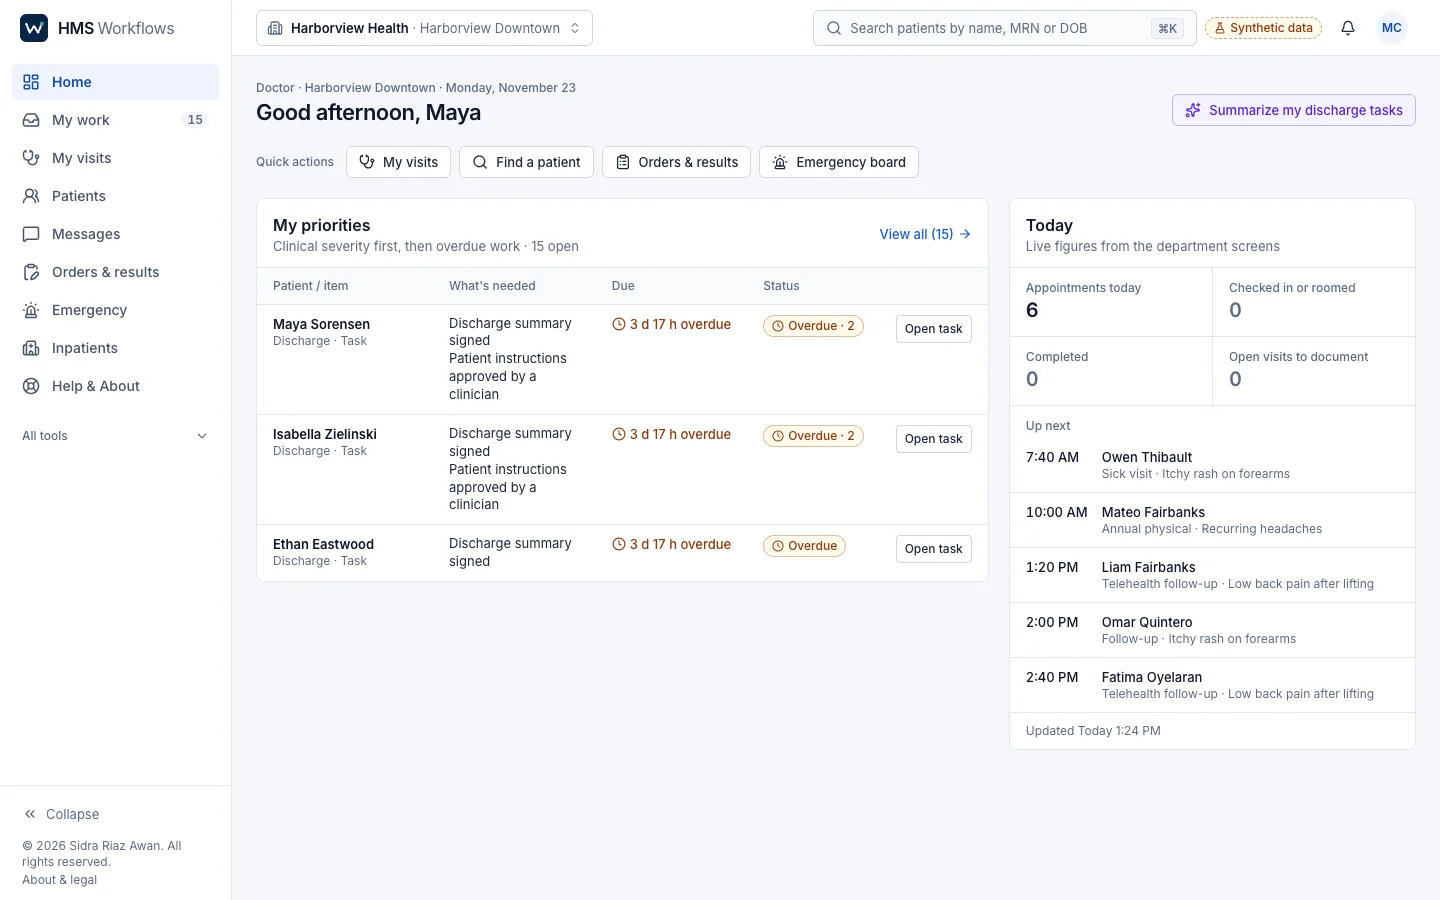 HMS Workflows
Home
My work 15
My visits
Patients
Messages
Orders & results
Emergency
Inpatients
Help & About
All tools
Collapse
© 2026 Sidra Riaz Awan. All
rights reserved.
About & legal
Harborview Health · Harborview Downtown
Search patients by name, MRN or DOB ⌘K
Synthetic data
MC
Doctor · Harborview Downtown · Monday, November 23
Good afternoon, Maya
Summarize my discharge tasks
Quick actions
My visits
Find a patient
Orders & results
Emergency board
My priorities
Clinical severity first, then overdue work · 15 open
View all (15)
Patient / item What's needed Due Status
Maya Sorensen
Discharge · Task
Discharge summary
signed
Patient instructions
approved by a
clinician
3 d 17 h overdue
Overdue · 2
Open task
Isabella Zielinski
Discharge · Task
Discharge summary
signed
Patient instructions
approved by a
clinician
3 d 17 h overdue
Overdue · 2
Open task
Ethan Eastwood
Discharge · Task
Discharge summary
signed
3 d 17 h overdue
Overdue
Open task
Today
Live figures from the department screens
Appointments today
6
Checked in or roomed
0
Completed
0
Open visits to document
0
Up next
7:40 AM Owen Thibault
Sick visit · Itchy rash on forearms
10:00 AM Mateo Fairbanks
Annual physical · Recurring headaches
1:20 PM Liam Fairbanks
Telehealth follow-up · Low back pain after lifting
2:00 PM Omar Quintero
Follow-up · Itchy rash on forearms
2:40 PM Fatima Oyelaran
Telehealth follow-up · Low back pain after lifting
Updated Today 1:24 PM